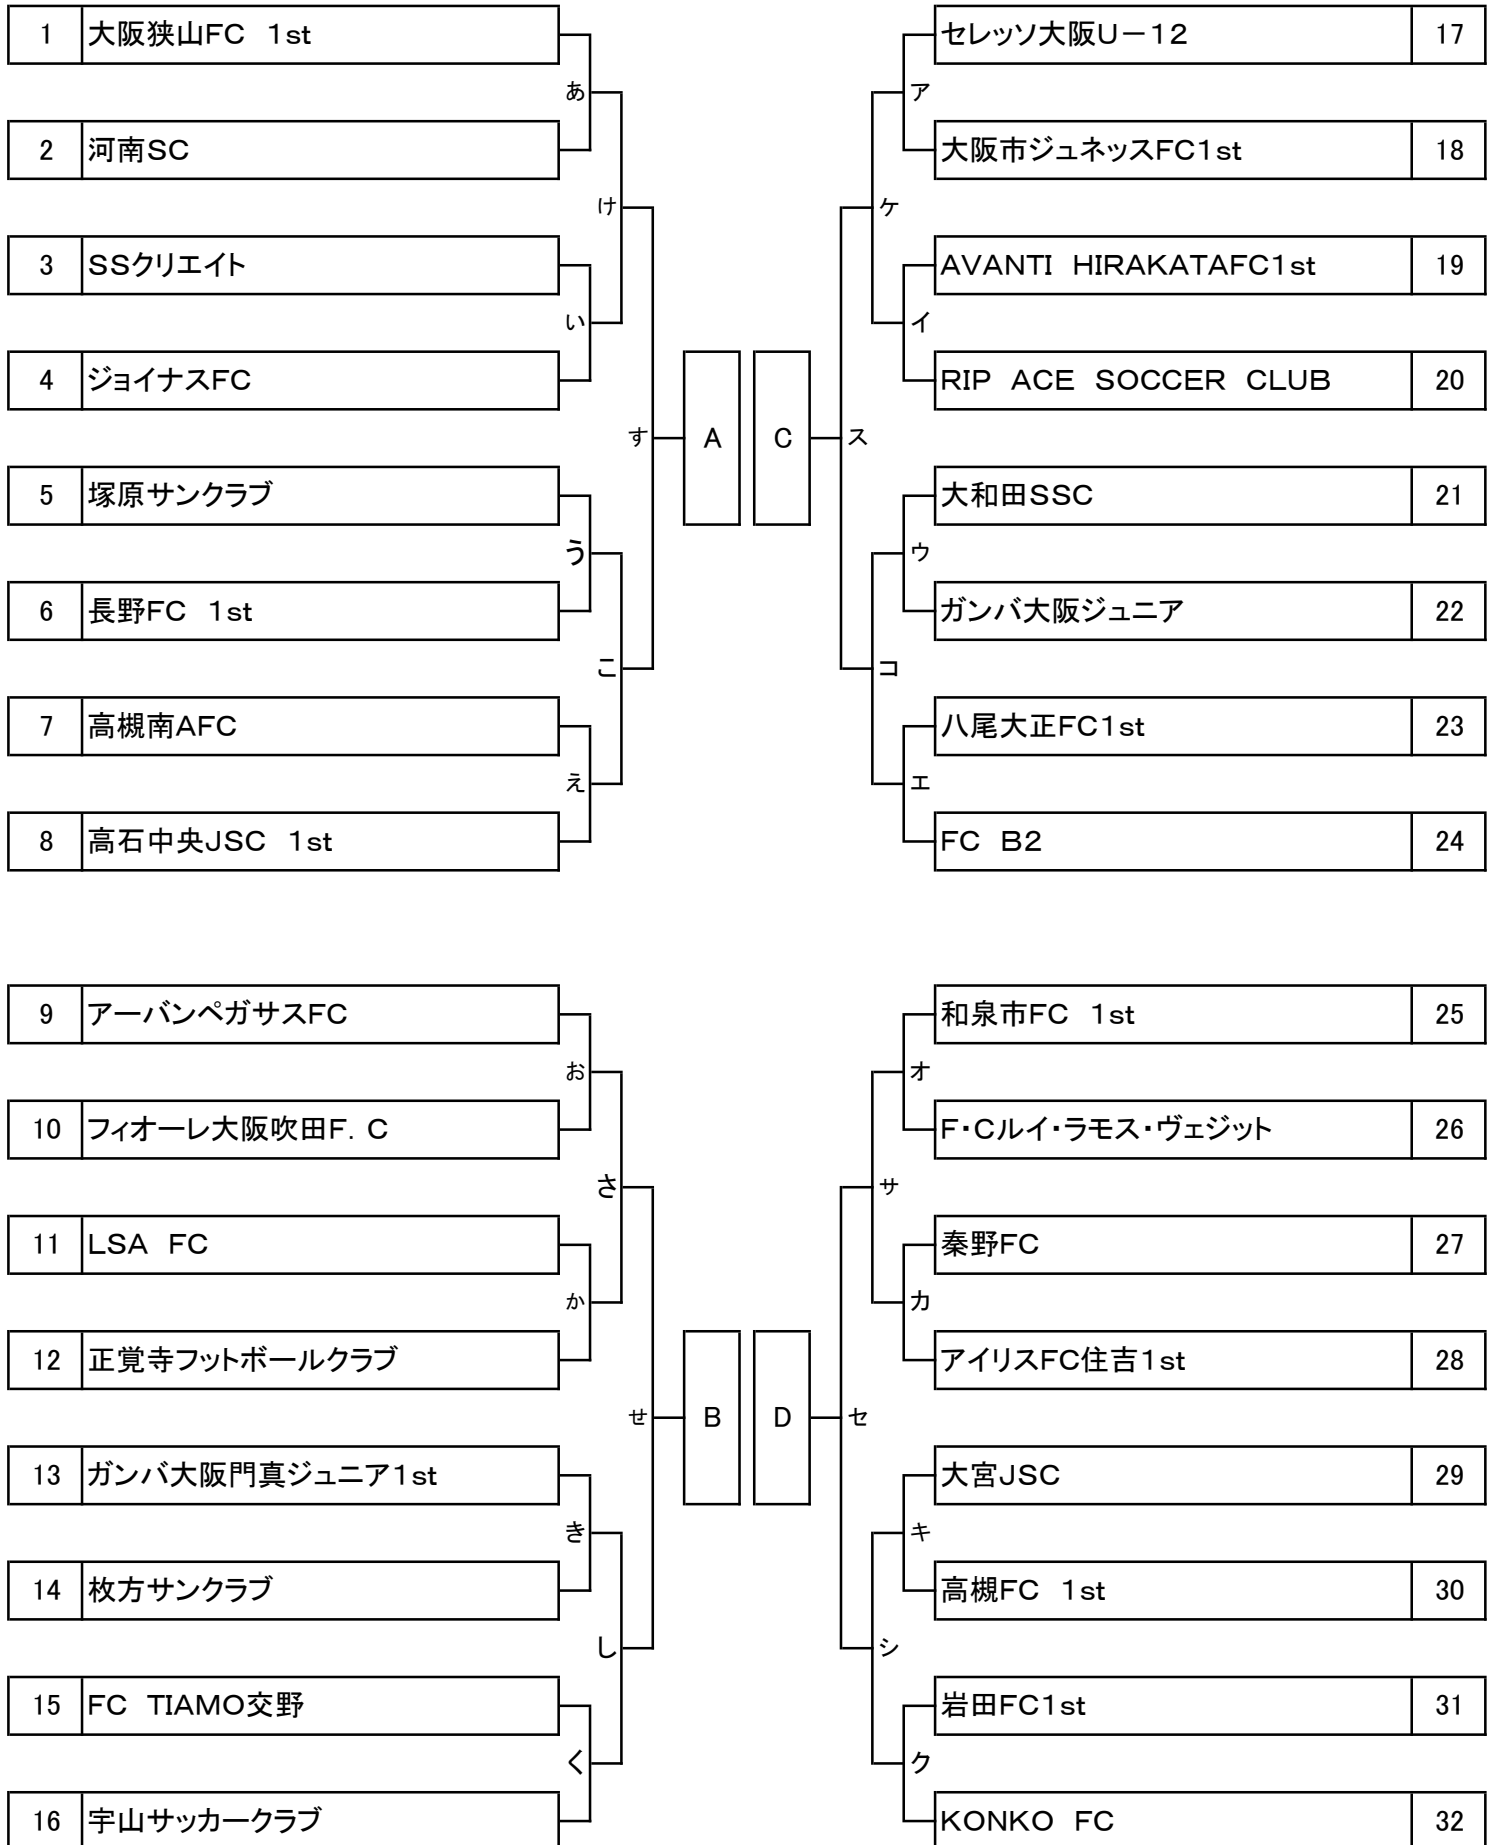 1 大阪狭山FC　1st
あ
2 河南SC
け
3 SSクリエイト
い
4 ジョイナスFC
す
A
5 塚原サンクラブ
う
6 長野FC　1st
こ
7 高槻南AFC
え
8 高石中央JSC　1st
セレッソ大阪U－12 17
ア
大阪市ジュネッスFC1st 18
ケ
AVANTI　HIRAKATAFC1st 19
イ
RIP　ACE　SOCCER　CLUB 20
C
ス
大和田SSC 21
ウ
ガンバ大阪ジュニア 22
コ
八尾大正FC1st 23
エ
FC　B2 24
9 アーバンペガサスFC
お
10 フィオーレ大阪吹田F．C
さ
11 LSA　FC
か
12 正覚寺フットボールクラブ
せ
B
13 ガンバ大阪門真ジュニア1st
き
14 枚方サンクラブ
し
15 FC　TIAMO交野
く
16 宇山サッカークラブ
和泉市FC　1st 25
オ
F・Cルイ・ラモス・ヴェジット 26
サ
秦野FC 27
カ
アイリスFC住吉1st 28
D
セ
大宮JSC 29
キ
高槻FC　1st 30
シ
岩田FC1st 31
ク
KONKO　FC 32